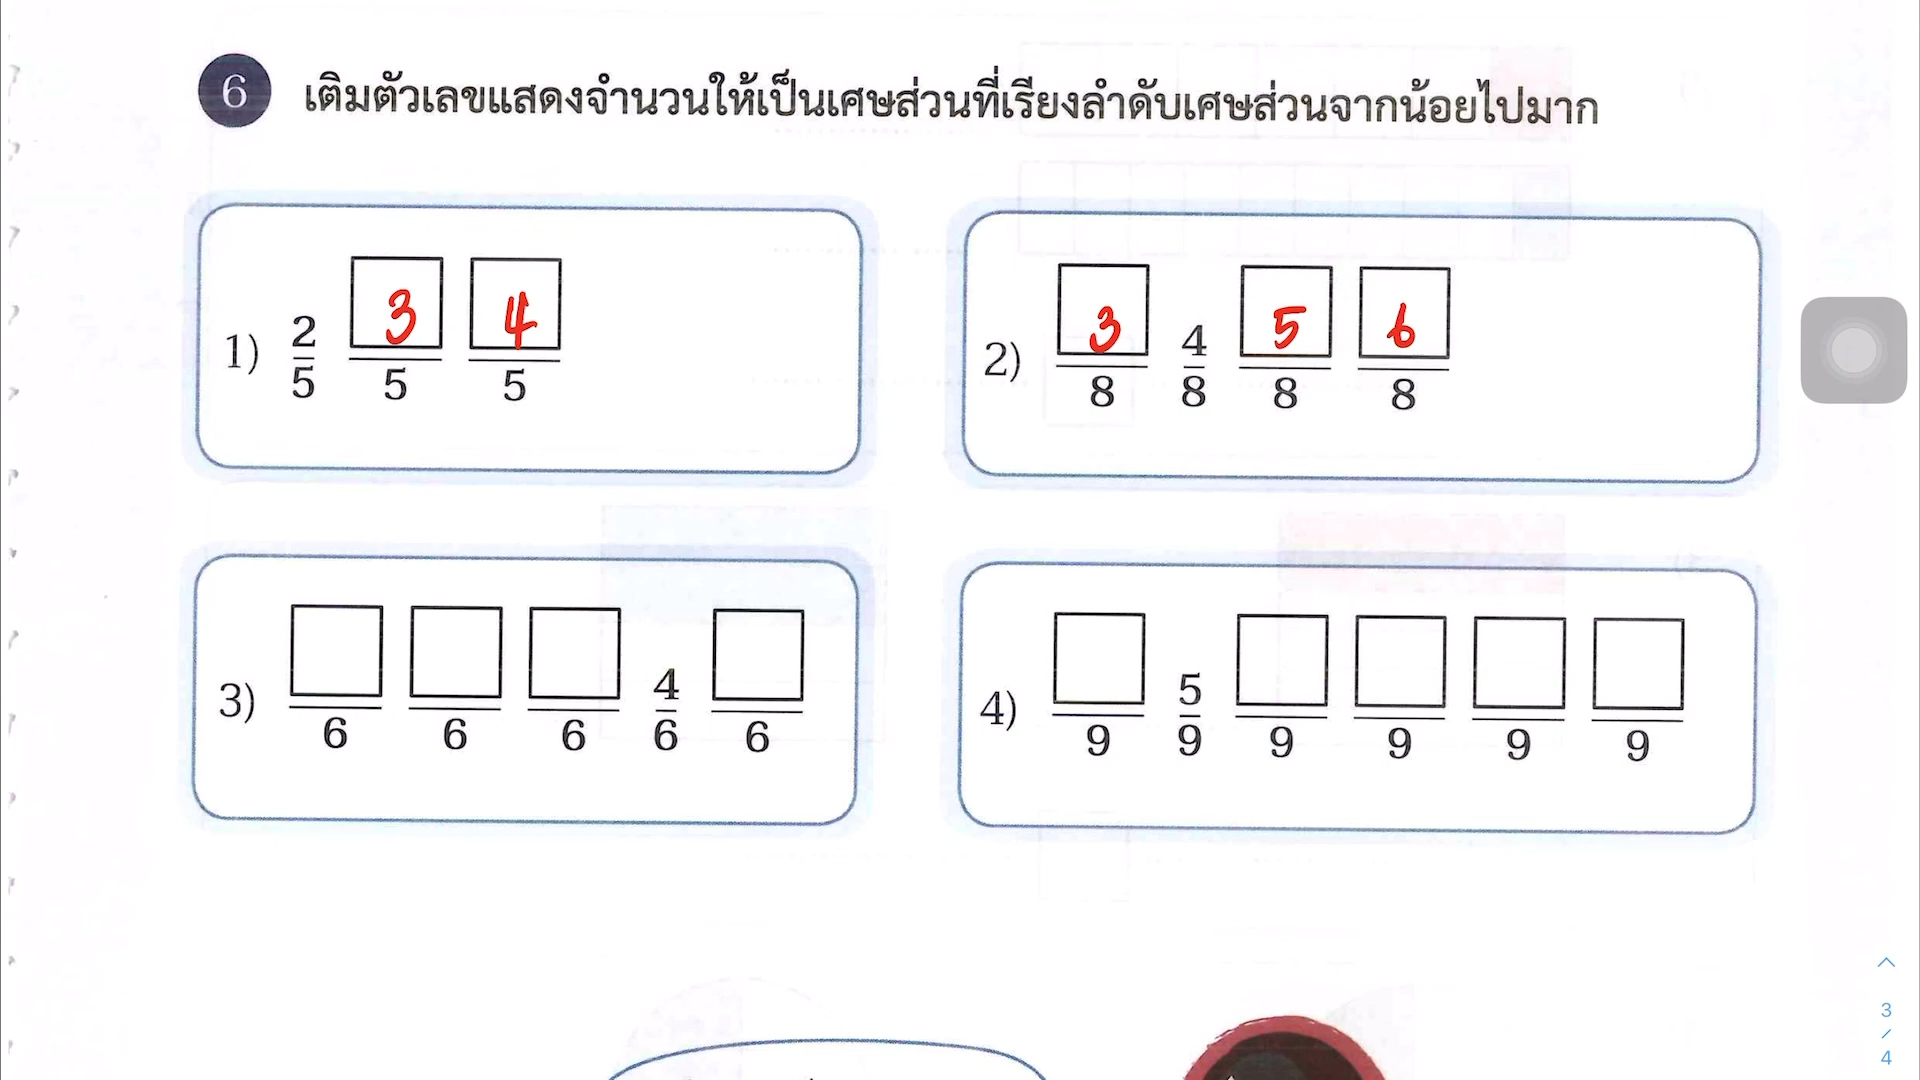 6 เติมตัวเลขแสดงจำนวนให้เป็นเศษส่วนที่เรียงลำดับเศษส่วนจากน้อยไปมาก
1) 2/5 3/5 4/5
2) 3/8 4/8 5/8 6/8
3) □/6 □/6 □/6 4/6 □/6
4) □/9 5/9 □/9 □/9 □/9 □/9
3
/
4